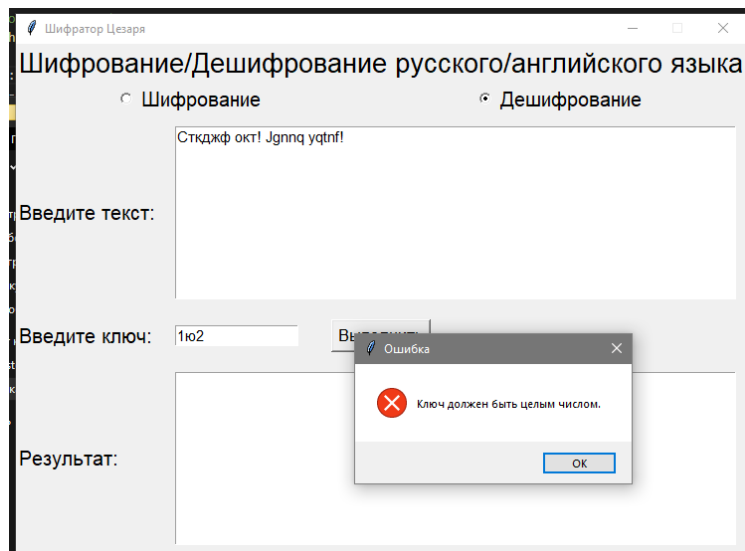 Шифратор Цезаря
Шифрование/Дешифрование русского/английского языка
Шифрование Дешифрование
Сткджф окт! Jgnnq yqtnf!
Введите текст:
Введите ключ: 1ю2
Ошибка
Ключ должен быть целым числом.
OK
Результат: